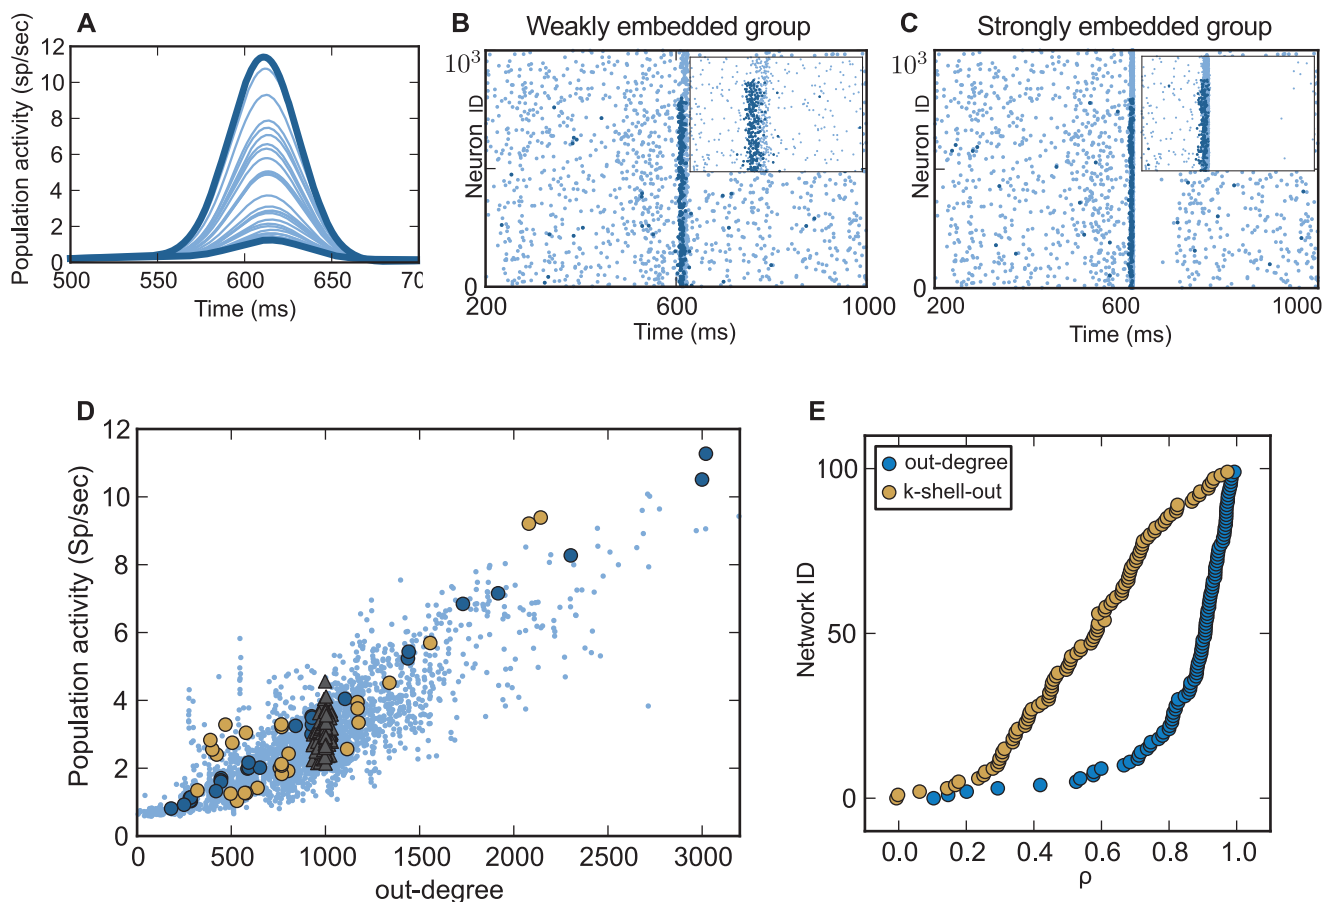 A
Population activity (sp/sec)
12
10
8
6
4
2
0
500
550
600
650
70
Time (ms)
B
Weakly embedded group
10³
Neuron ID
0
200
600
1000
Time (ms)
C
Strongly embedded group
10³
Neuron ID
0
200
600
1000
Time (ms)
D
Population activity (Sp/sec)
12
10
8
6
4
2
0
0
500
1000
1500
2000
2500
3000
out-degree
E
Network ID
100
50
0
out-degree
k-shell-out
0.0
0.2
0.4
0.6
0.8
1.0
ρ